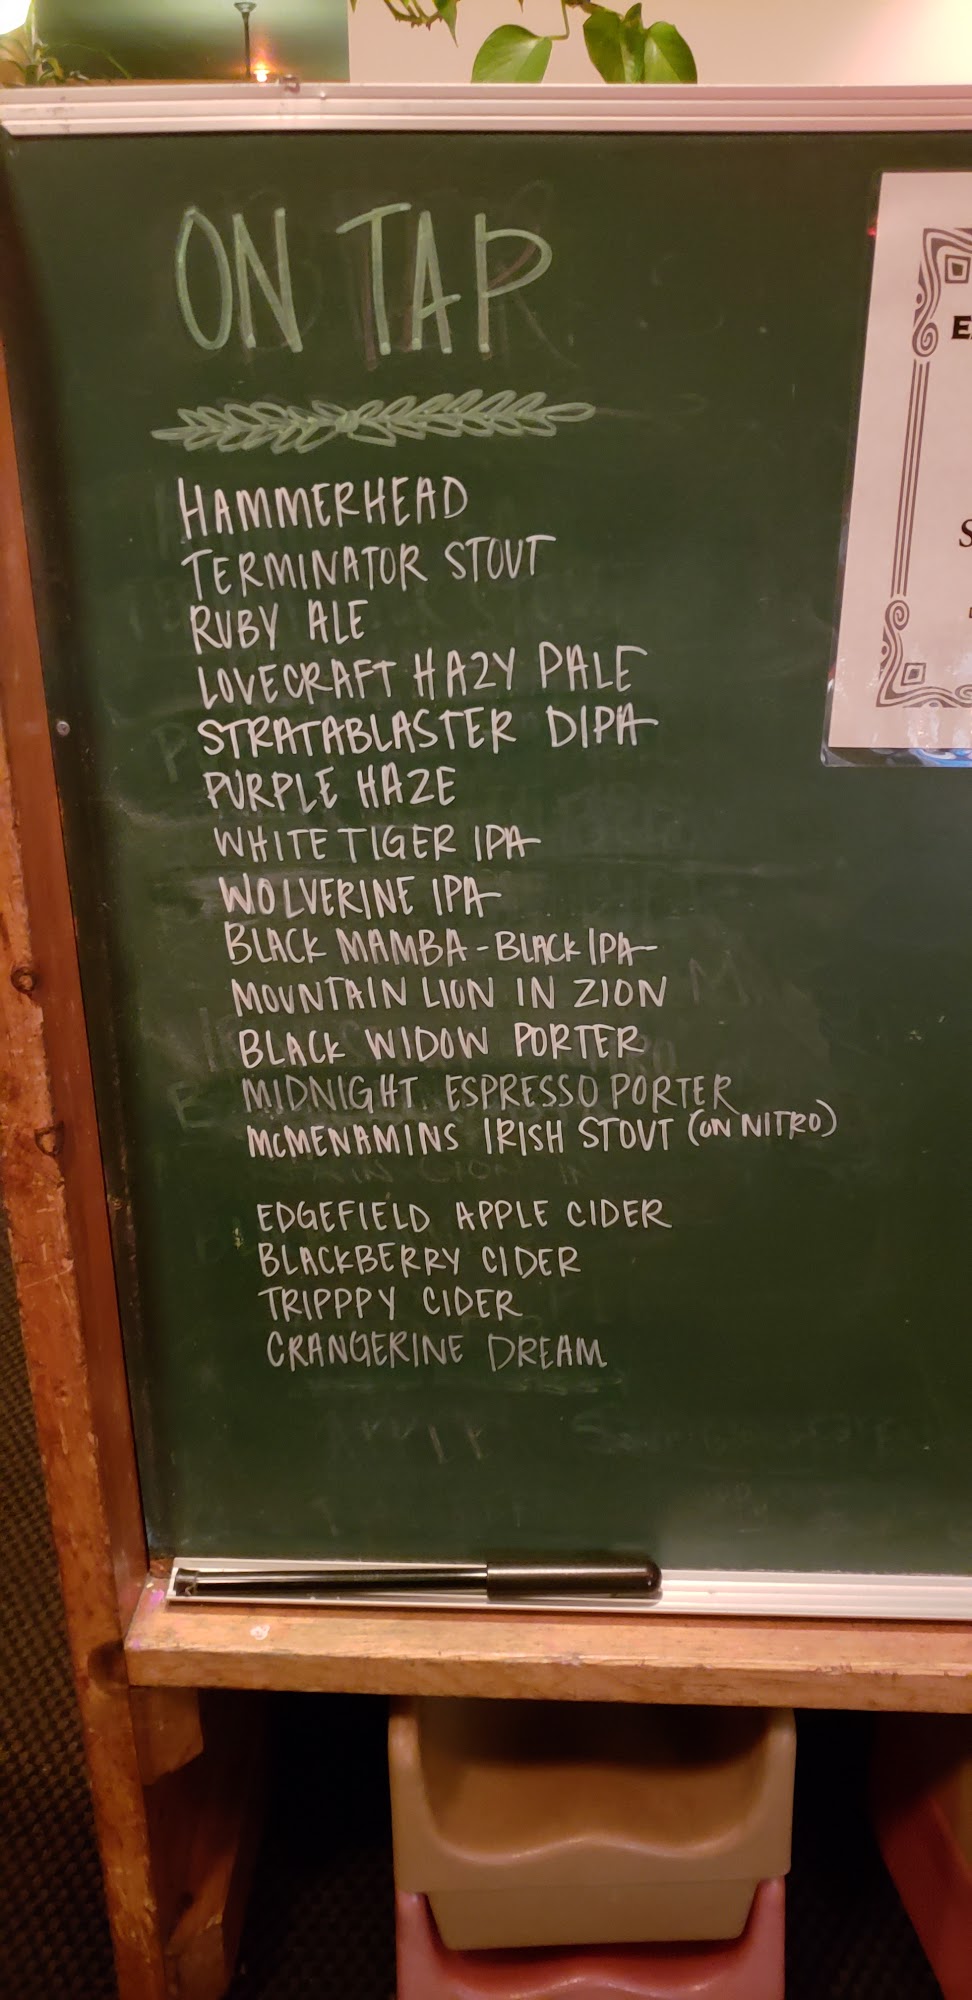 ON TAP
HAMMERHEAD
TERMINATOR STOUT
RUBY ALE
LOVECRAFT HAZY PALE
STRATABLASTER DIPA
PURPLE HAZE
WHITE TIGER IPA
WOLVERINE IPA
BLACK MAMBA - BLACK IPA
MOUNTAIN LION IN ZION
BLACK WIDOW PORTER
MIDNIGHT ESPRESSO PORTER
MCMENAMINS IRISH STOUT (ON NITRO)
EDGEFIELD APPLE CIDER
BLACKBERRY CIDER
TRIPPPY CIDER
CRANGERINE DREAM